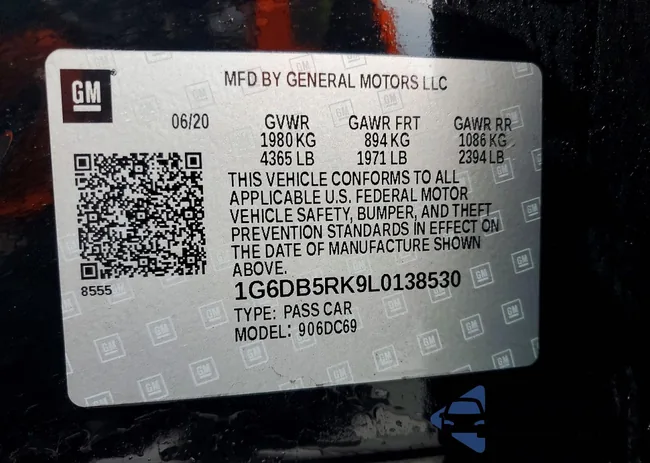 GM
MFD BY GENERAL MOTORS LLC
06/20 GVWR GAWR FRT GAWR RR
1980 KG 894 KG 1086 KG
4365 LB 1971 LB 2394 LB
THIS VEHICLE CONFORMS TO ALL
APPLICABLE U.S. FEDERAL MOTOR
VEHICLE SAFETY, BUMPER, AND THEFT
PREVENTION STANDARDS IN EFFECT ON
THE DATE OF MANUFACTURE SHOWN
ABOVE.
8555
1G6DB5RK9L0138530
TYPE: PASS CAR
MODEL: 906DC69